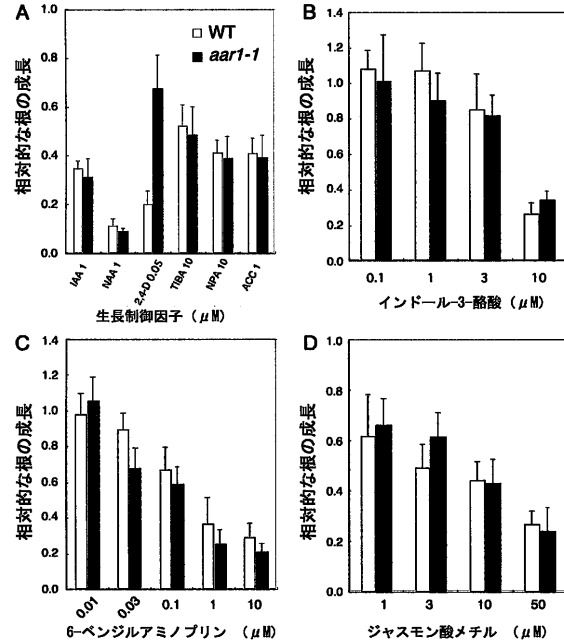 A
WT
aar1-1
相対的な根の成長
1.0
0.8
0.6
0.4
0.2
0.0
IAA 1
NAA 1
2,4-D 0.05
TIBA 10
NPA 10
ACC 1
生長制御因子 (μM)
B
相対的な根の成長
1.4
1.2
1.0
0.8
0.6
0.4
0.2
0.0
0.1
1
3
10
インドール-3-酪酸 (μM)
C
相対的な根の成長
1.4
1.2
1.0
0.8
0.6
0.4
0.2
0.0
0.01
0.03
0.1
1
10
6-ベンジルアミノプリン (μM)
D
相対的な根の成長
1.0
0.8
0.6
0.4
0.2
0.0
1
3
10
50
ジャスモン酸メチル (μM)